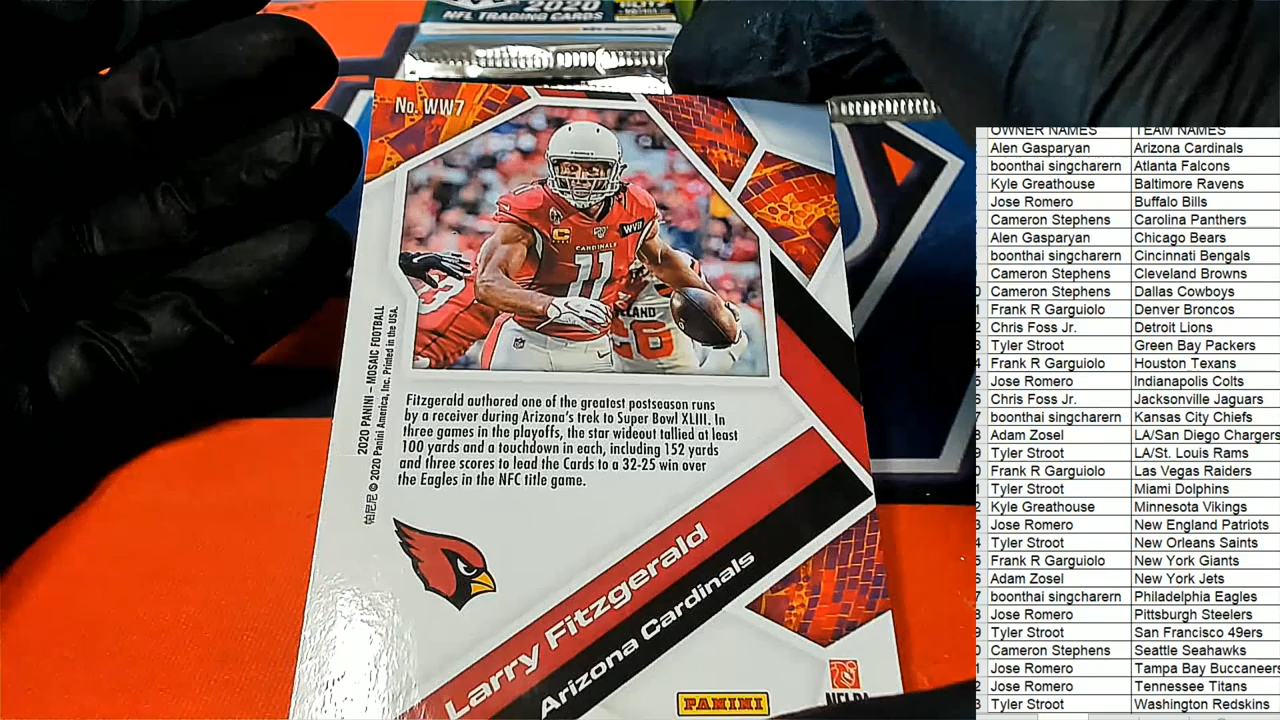 2020
NFL TRADING CARDS
No. WW7
WVD
CARDINALS
11
26
2020 PANINI – MOSAIC FOOTBALL
帕尼尼 © 2020 Panini America, Inc. Printed in the USA.
Fitzgerald authored one of the greatest postseason runs
by a receiver during Arizona's trek to Super Bowl XLIII. In
three games in the playoffs, the star wideout tallied at least
100 yards and a touchdown in each, including 152 yards
and three scores to lead the Cards to a 32-25 win over
the Eagles in the NFC title game.
Larry Fitzgerald
Arizona Cardinals
PANINI
OWNER NAMES TEAM NAMES
Alen Gasparyan Arizona Cardinals
boonthai singcharern Atlanta Falcons
Kyle Greathouse Baltimore Ravens
Jose Romero Buffalo Bills
Cameron Stephens Carolina Panthers
Alen Gasparyan Chicago Bears
boonthai singcharern Cincinnati Bengals
Cameron Stephens Cleveland Browns
Cameron Stephens Dallas Cowboys
Frank R Garguiolo Denver Broncos
Chris Foss Jr. Detroit Lions
Tyler Stroot Green Bay Packers
Frank R Garguiolo Houston Texans
Jose Romero Indianapolis Colts
Chris Foss Jr. Jacksonville Jaguars
boonthai singcharern Kansas City Chiefs
Adam Zosel LA/San Diego Chargers
Tyler Stroot LA/St. Louis Rams
Frank R Garguiolo Las Vegas Raiders
Tyler Stroot Miami Dolphins
Kyle Greathouse Minnesota Vikings
Jose Romero New England Patriots
Tyler Stroot New Orleans Saints
Frank R Garguiolo New York Giants
Adam Zosel New York Jets
boonthai singcharern Philadelphia Eagles
Jose Romero Pittsburgh Steelers
Tyler Stroot San Francisco 49ers
Cameron Stephens Seattle Seahawks
Jose Romero Tampa Bay Buccaneers
Jose Romero Tennessee Titans
Tyler Stroot Washington Redskins